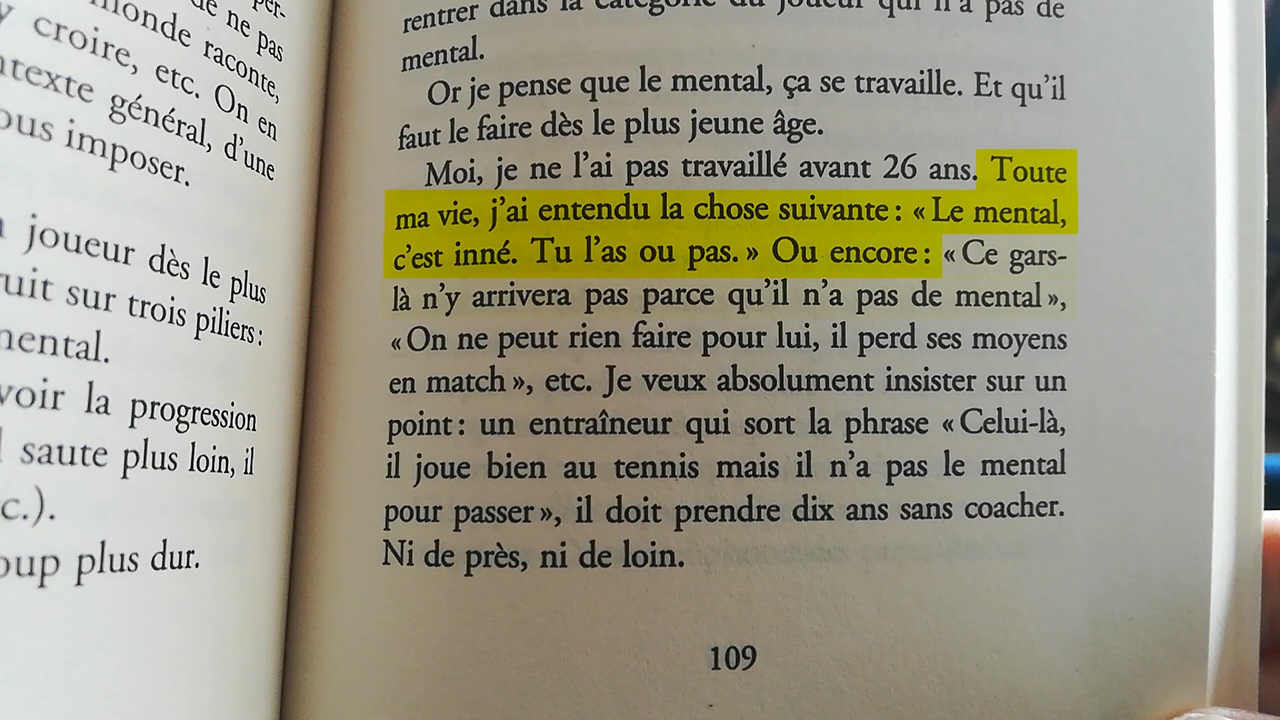 de ne pas
monde raconte,
croire, etc. On en
général, d'une
imposer.
joueur dès le plus
sur trois piliers :
la progression
saute plus loin, il
c.).
plus dur.
rentrer dans la catégorie du joueur qui n'a pas de
mental.
Or je pense que le mental, ça se travaille. Et qu'il
faut le faire dès le plus jeune âge.
Moi, je ne l'ai pas travaillé avant 26 ans. Toute
ma vie, j'ai entendu la chose suivante : « Le mental,
c'est inné. Tu l'as ou pas. » Ou encore : « Ce gars-
là n'y arrivera pas parce qu'il n'a pas de mental »,
« On ne peut rien faire pour lui, il perd ses moyens
en match », etc. Je veux absolument insister sur un
point : un entraîneur qui sort la phrase « Celui-là,
il joue bien au tennis mais il n'a pas le mental
pour passer », il doit prendre dix ans sans coacher.
Ni de près, ni de loin.
109